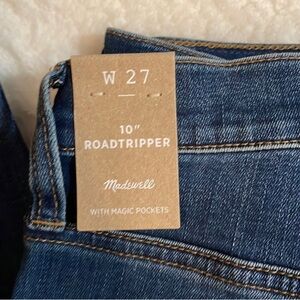 W 27
10"
ROADTRIPPER
Madewell
WITH MAGIC POCKETS